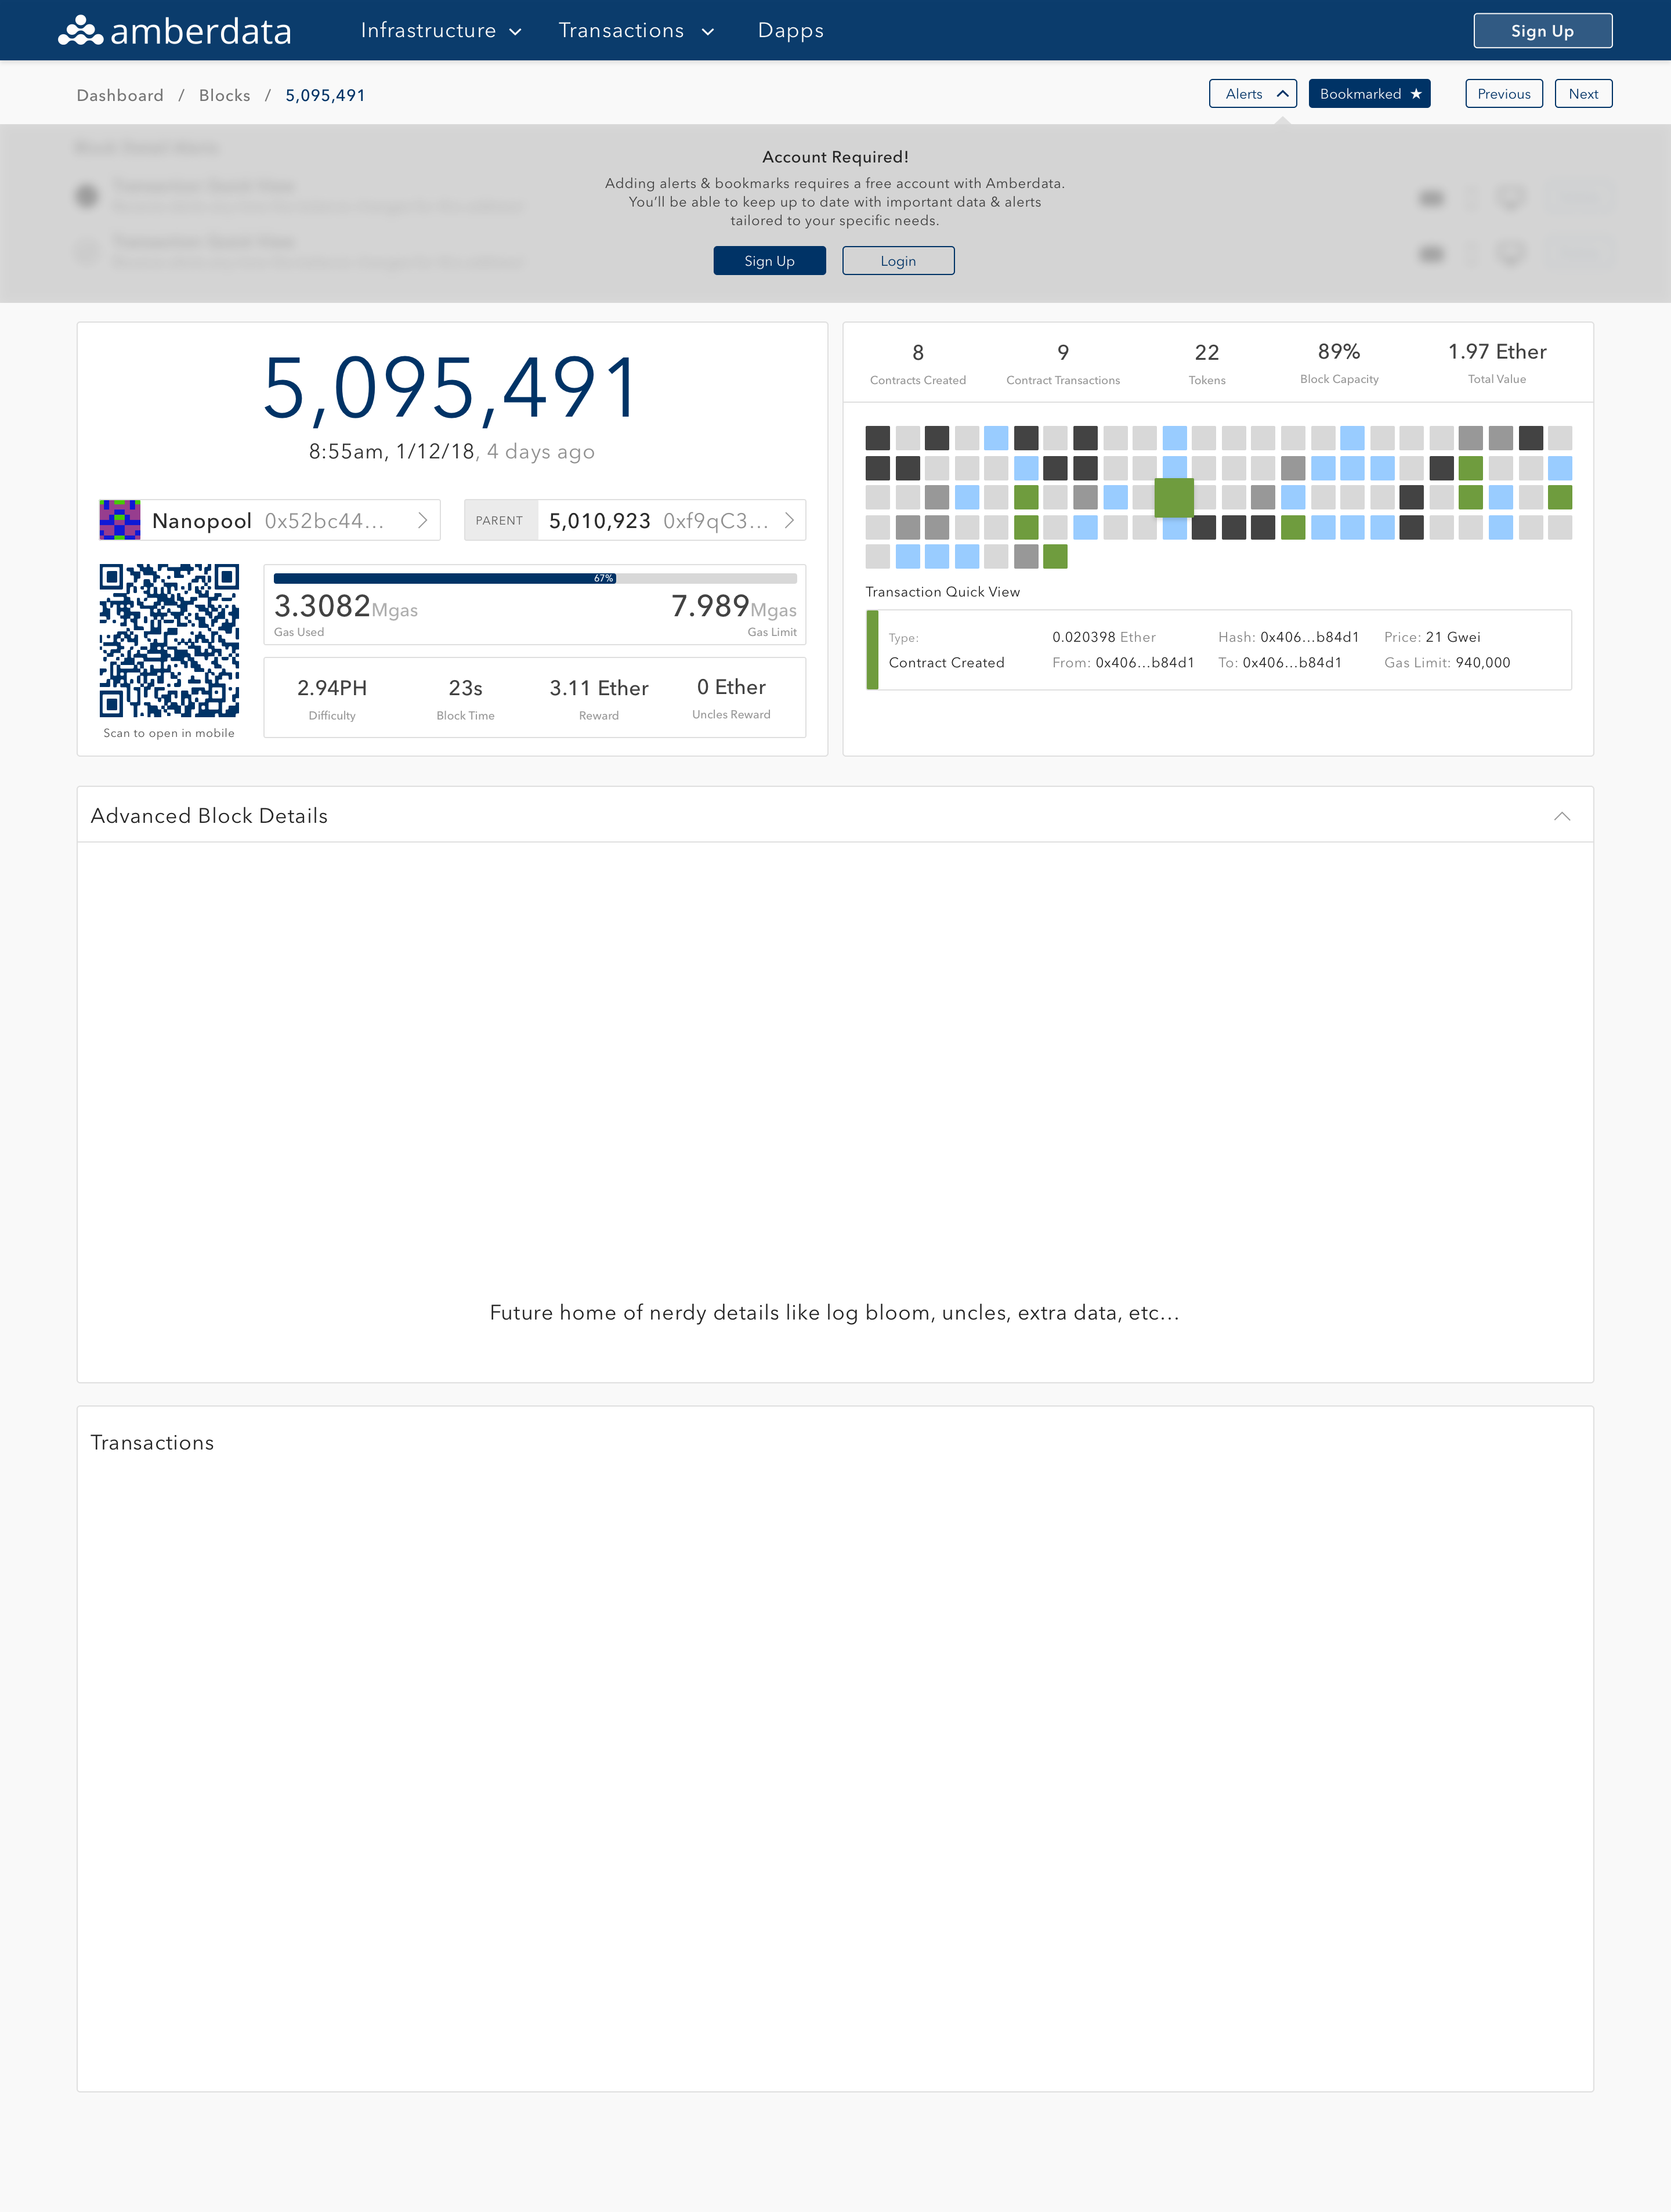 amberdata
Infrastructure
Transactions
Dapps
Sign Up
Dashboard / Blocks / 5,095,491
Alerts
Bookmarked ★
Previous
Next
Account Required!
Adding alerts & bookmarks requires a free account with Amberdata.
You'll be able to keep up to date with important data & alerts
tailored to your specific needs.
Sign Up
Login
5,095,491
8:55am, 1/12/18, 4 days ago
Nanopool 0x52bc44...
PARENT 5,010,923 0xf9qC3...
Scan to open in mobile
67%
3.3082Mgas
Gas Used
7.989Mgas
Gas Limit
2.94PH
Difficulty
23s
Block Time
3.11 Ether
Reward
0 Ether
Uncles Reward
8
Contracts Created
9
Contract Transactions
22
Tokens
89%
Block Capacity
1.97 Ether
Total Value
Transaction Quick View
Type:
Contract Created
0.020398 Ether
From: 0x406...b84d1
Hash: 0x406...b84d1
To: 0x406...b84d1
Price: 21 Gwei
Gas Limit: 940,000
Advanced Block Details
Future home of nerdy details like log bloom, uncles, extra data, etc...
Transactions